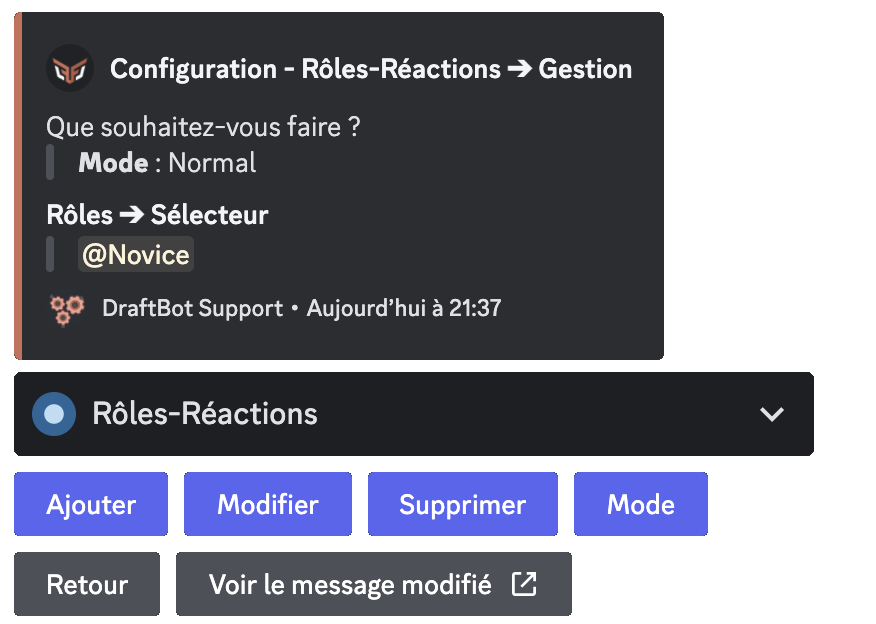 Configuration - Rôles-Réactions ➔ Gestion
Que souhaitez-vous faire ?
Mode : Normal
Rôles ➔ Sélecteur
@Novice
DraftBot Support • Aujourd’hui à 21:37
Rôles-Réactions
Ajouter Modifier Supprimer Mode
Retour Voir le message modifié